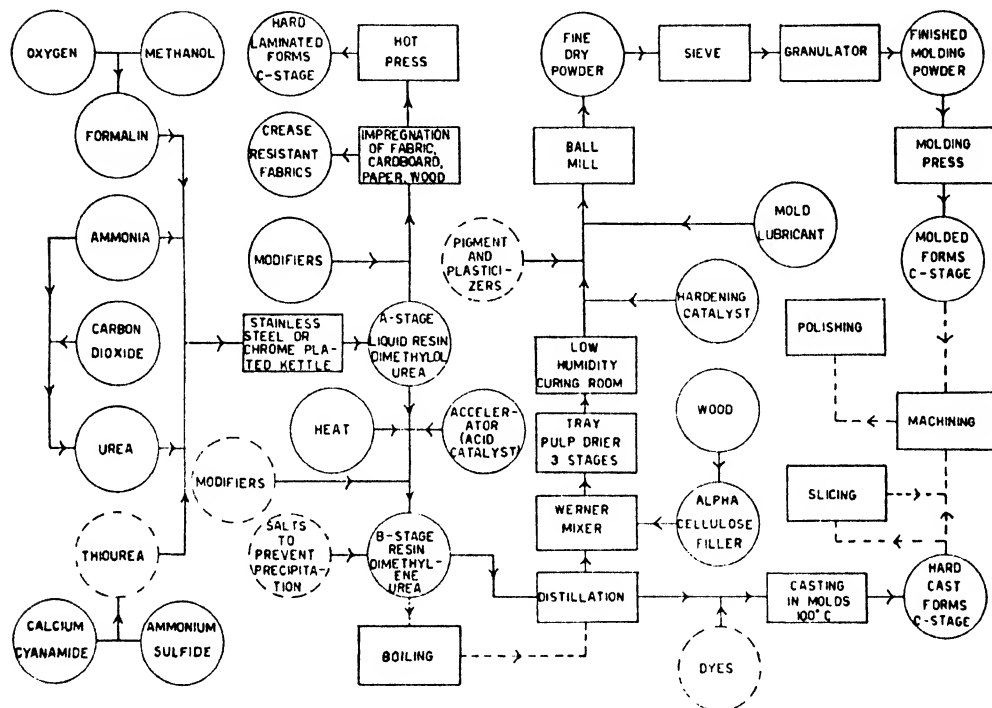 OXYGEN
METHANOL
FORMALIN
AMMONIA
CARBON
DIOXIDE
UREA
THIOUREA
CALCIUM
CYANAMIDE
AMMONIUM
SULFIDE
HARD
LAMINATED
FORMS
C-STAGE
HOT
PRESS
CREASE
RESISTANT
FABRICS
IMPREGNATION
OF FABRIC,
CARDBOARD,
PAPER, WOOD
MODIFIERS
STAINLESS
STEEL OR
CHROME PLA-
TED KETTLE
A-STAGE
LIQUID RESIN
DIMETHYLOL
UREA
HEAT
ACCELER-
ATOR
(ACID
CATALYST)
MODIFIERS
SALTS
TO
PREVENT
PRECIPITA-
TION
B-STAGE
RESIN
DIMETHYL-
ENE
UREA
BOILING
FINE
DRY
POWDER
SIEVE
GRANULATOR
FINISHED
MOLDING
POWDER
BALL
MILL
MOLDING
PRESS
PIGMENT
AND
PLASTICI-
ZERS
MOLD
LUBRICANT
MOLDED
FORMS
C-STAGE
HARDENING
CATALYST
POLISHING
LOW
HUMIDITY
CURING ROOM
WOOD
TRAY
PULP DRIER
3 STAGES
MACHINING
WERNER
MIXER
ALPHA
CELLULOSE
FILLER
SLICING
DISTILLATION
CASTING
IN MOLDS
100°C
HARD
CAST
FORMS
C-STAGE
DYES